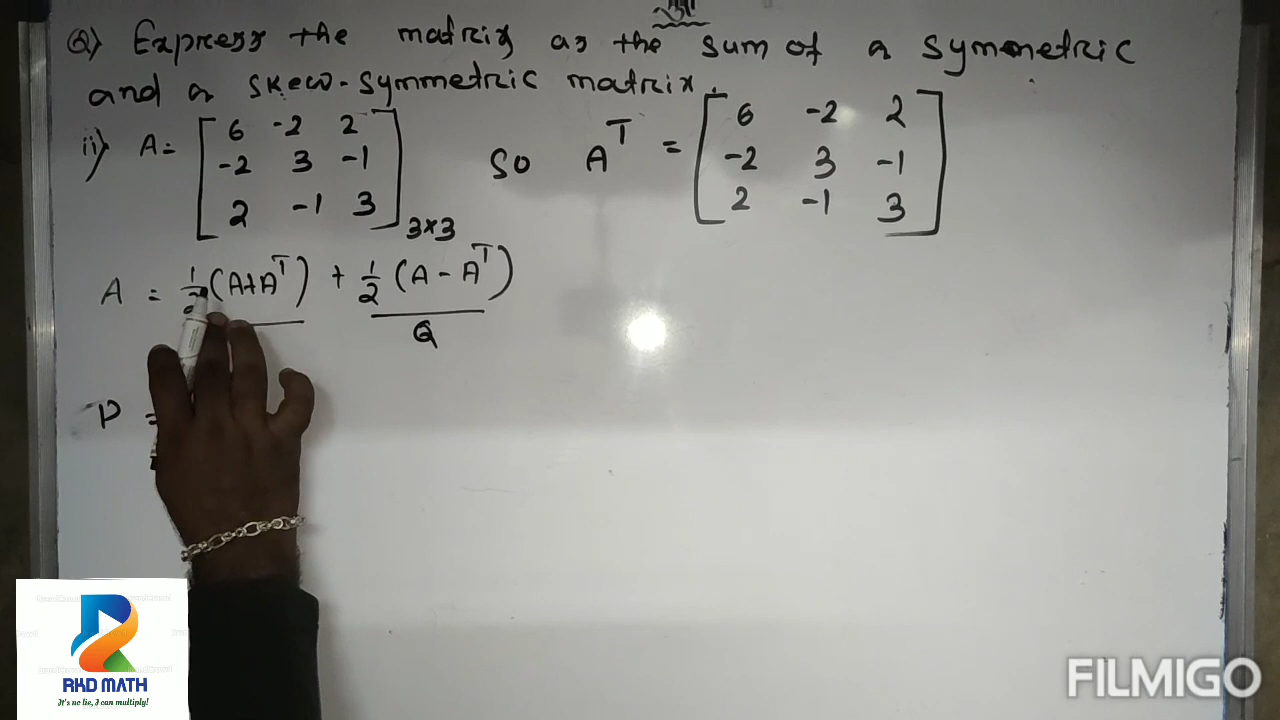 Q) Express the matrix as the sum of a symmetric
and a skew-symmetric matrix.
ii) A = [6 -2 2
-2 3 -1
2 -1 3] 3×3
So A^T = [6 -2 2
-2 3 -1
2 -1 3]
A = 1/2 (A+A^T) + 1/2 (A - A^T)
Q
P =
RKD MATH
It's no lie, I can multiply!
FILMIGO